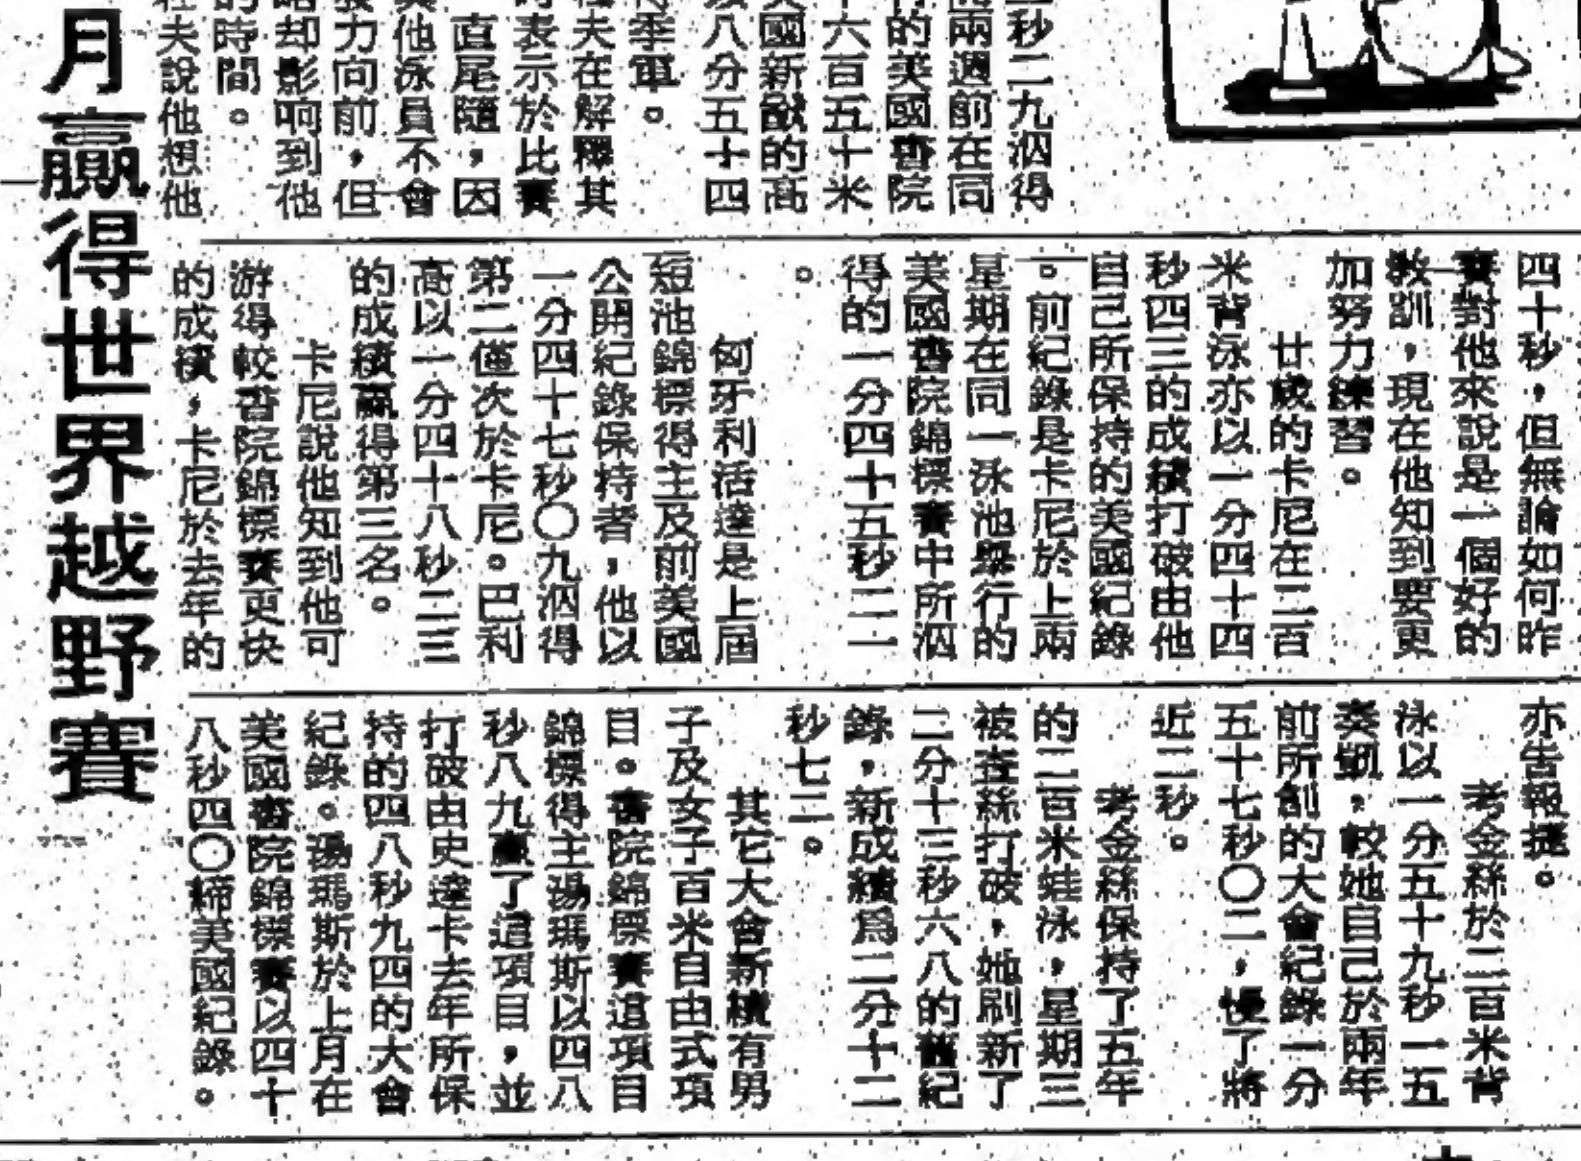 秒二九泅得
兩週前在同
的美國書院
六百五十米
國新猷的高
八分五十四
季軍。
夫在解釋其
表示於比賽
直尾隨，因
他泳員不會
力向前，但
却影响到他
時間。
夫說他想他
四十秒，但無論如何昨
賽對他來說是一個好的
教訓，現在他知到要更
加努力練習。
廿歲的卡尼在二百
米背泳亦以一分四十四
秒四三的成績打破由他
自己所保持的美國紀錄
。前紀錄是卡尼於上兩
星期在同一泳池舉行的
美國書院錦標賽中所泅
得的一分四十五秒二一
。
匈牙利活達是上屆
短池錦標得主及前美國
公開紀錄保持者，他以
一分四十七秒〇九泅得
第二僅次於卡尼。巴利
高以一分四十八秒二三
的成績贏得第三名。
卡尼說他知到他可
游得較書院錦標賽更快
的成績，卡尼於去年的
亦告報捷。
考金絲於二百米背
泳以一分五十九秒一五
奏凱，較她自己於兩年
前所創的大會紀錄一分
五十七秒〇二，慢了將
近二秒。
考金絲保持了五年
的二百米蛙泳，星期三
被查絲打破，她刷新了
二分十三秒六八的舊紀
錄，新成績爲二分十二
秒七二。
其它大會新績有男
子及女子百米自由式項
目。書院錦標賽這項目
錦標得主湯瑪斯以四八
秒八九贏了這項目，並
打破由史達卡去年所保
持的四八秒九四的大會
紀錄。湯瑪斯於上月在
美國書院錦標賽以四十
八秒四〇締美國紀錄。
月贏得世界越野賽